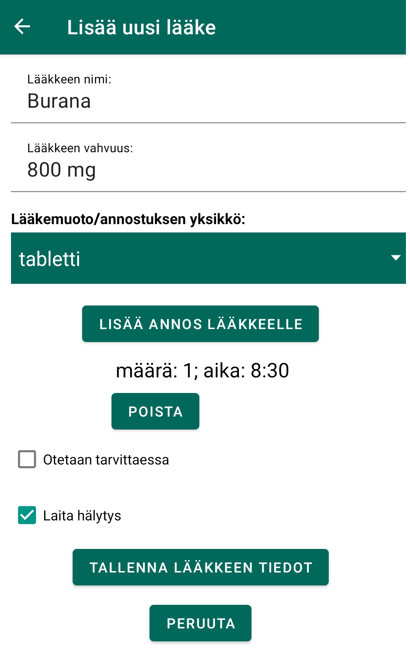 Lisää uusi lääke
Lääkkeen nimi:
Burana
Lääkkeen vahvuus:
800 mg
Lääkemuoto/annostuksen yksikkö:
tabletti
LISÄÄ ANNOS LÄÄKKEELLE
määrä: 1; aika: 8:30
POISTA
Otetaan tarvittaessa
Laita hälytys
TALLENNA LÄÄKKEEN TIEDOT
PERUUTA